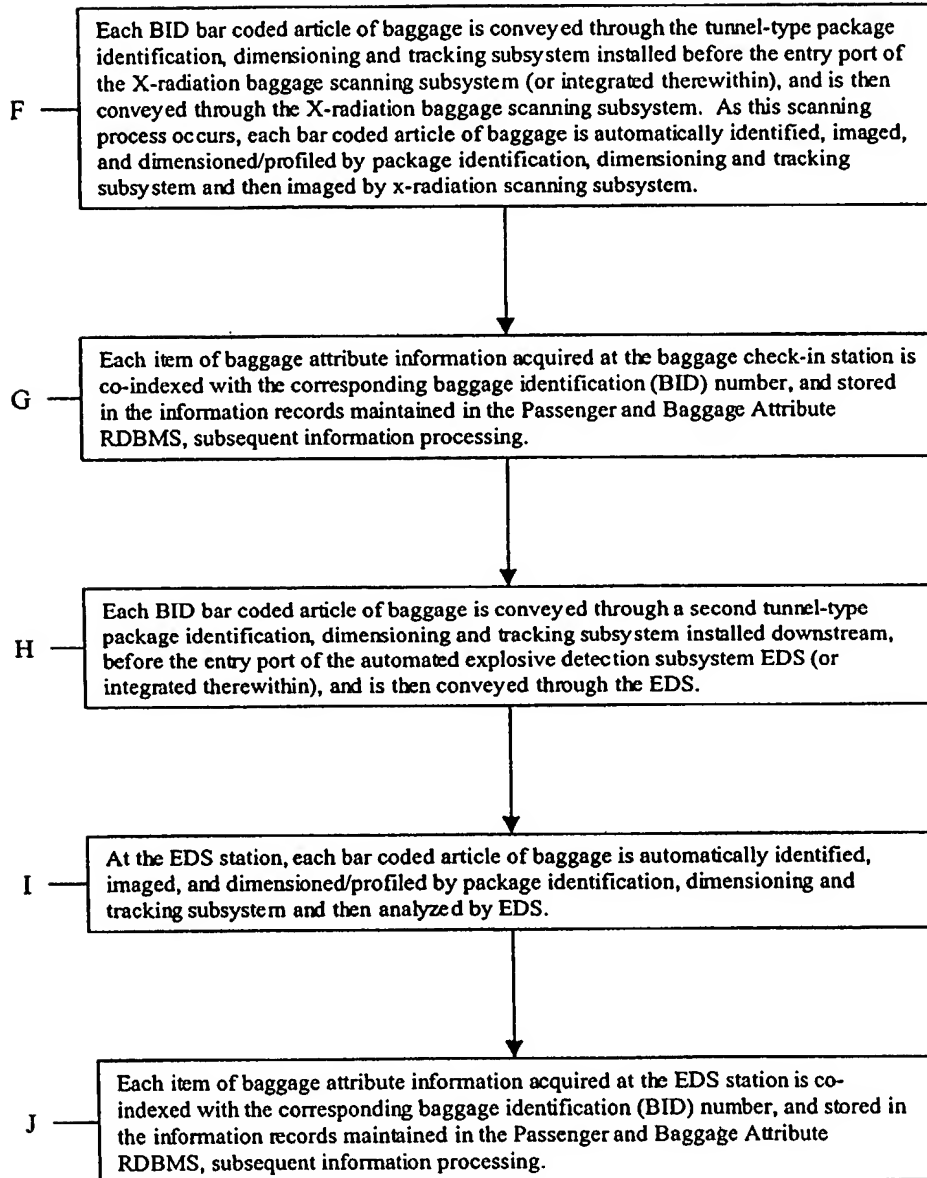 Each BID bar coded article of baggage is conveyed through the tunnel-type package
identification, dimensioning and tracking subsystem installed before the entry port of
the X-radiation baggage scanning subsystem (or integrated therewithin), and is then
conveyed through the X-radiation baggage scanning subsystem. As this scanning
F
process occurs, each bar coded article of baggage is automatically identified, imaged,
and dimensioned/profiled by package identification, dimensioning and tracking
subsystem and then imaged by x-radiation scanning subsystem.
Each item of baggage attribute information acquired at the baggage check-in station is
co-indexed with the corresponding baggage identification (BID) number, and stored
G
in the information records maintained in the Passenger and Baggage Attribute
RDBMS, subsequent information processing.
Each BID bar coded article of baggage is conveyed through a second tunnel-type
package identification, dimensioning and tracking subsystem installed downstream,
H
before the entry port of the automated explosive detection subsystem EDS (or
integrated therewithin), and is then conveyed through the EDS.
At the EDS station, each bar coded article of baggage is automatically identified,
I
imaged, and dimensioned/profiled by package identification, dimensioning and
tracking subsystem and then analyzed by EDS.
Each item of baggage attribute information acquired at the EDS station is co-
indexed with the corresponding baggage identification (BID) number, and stored in
J
the information records maintained in the Passenger and Baggage Attribute
RDBMS, subsequent information processing.